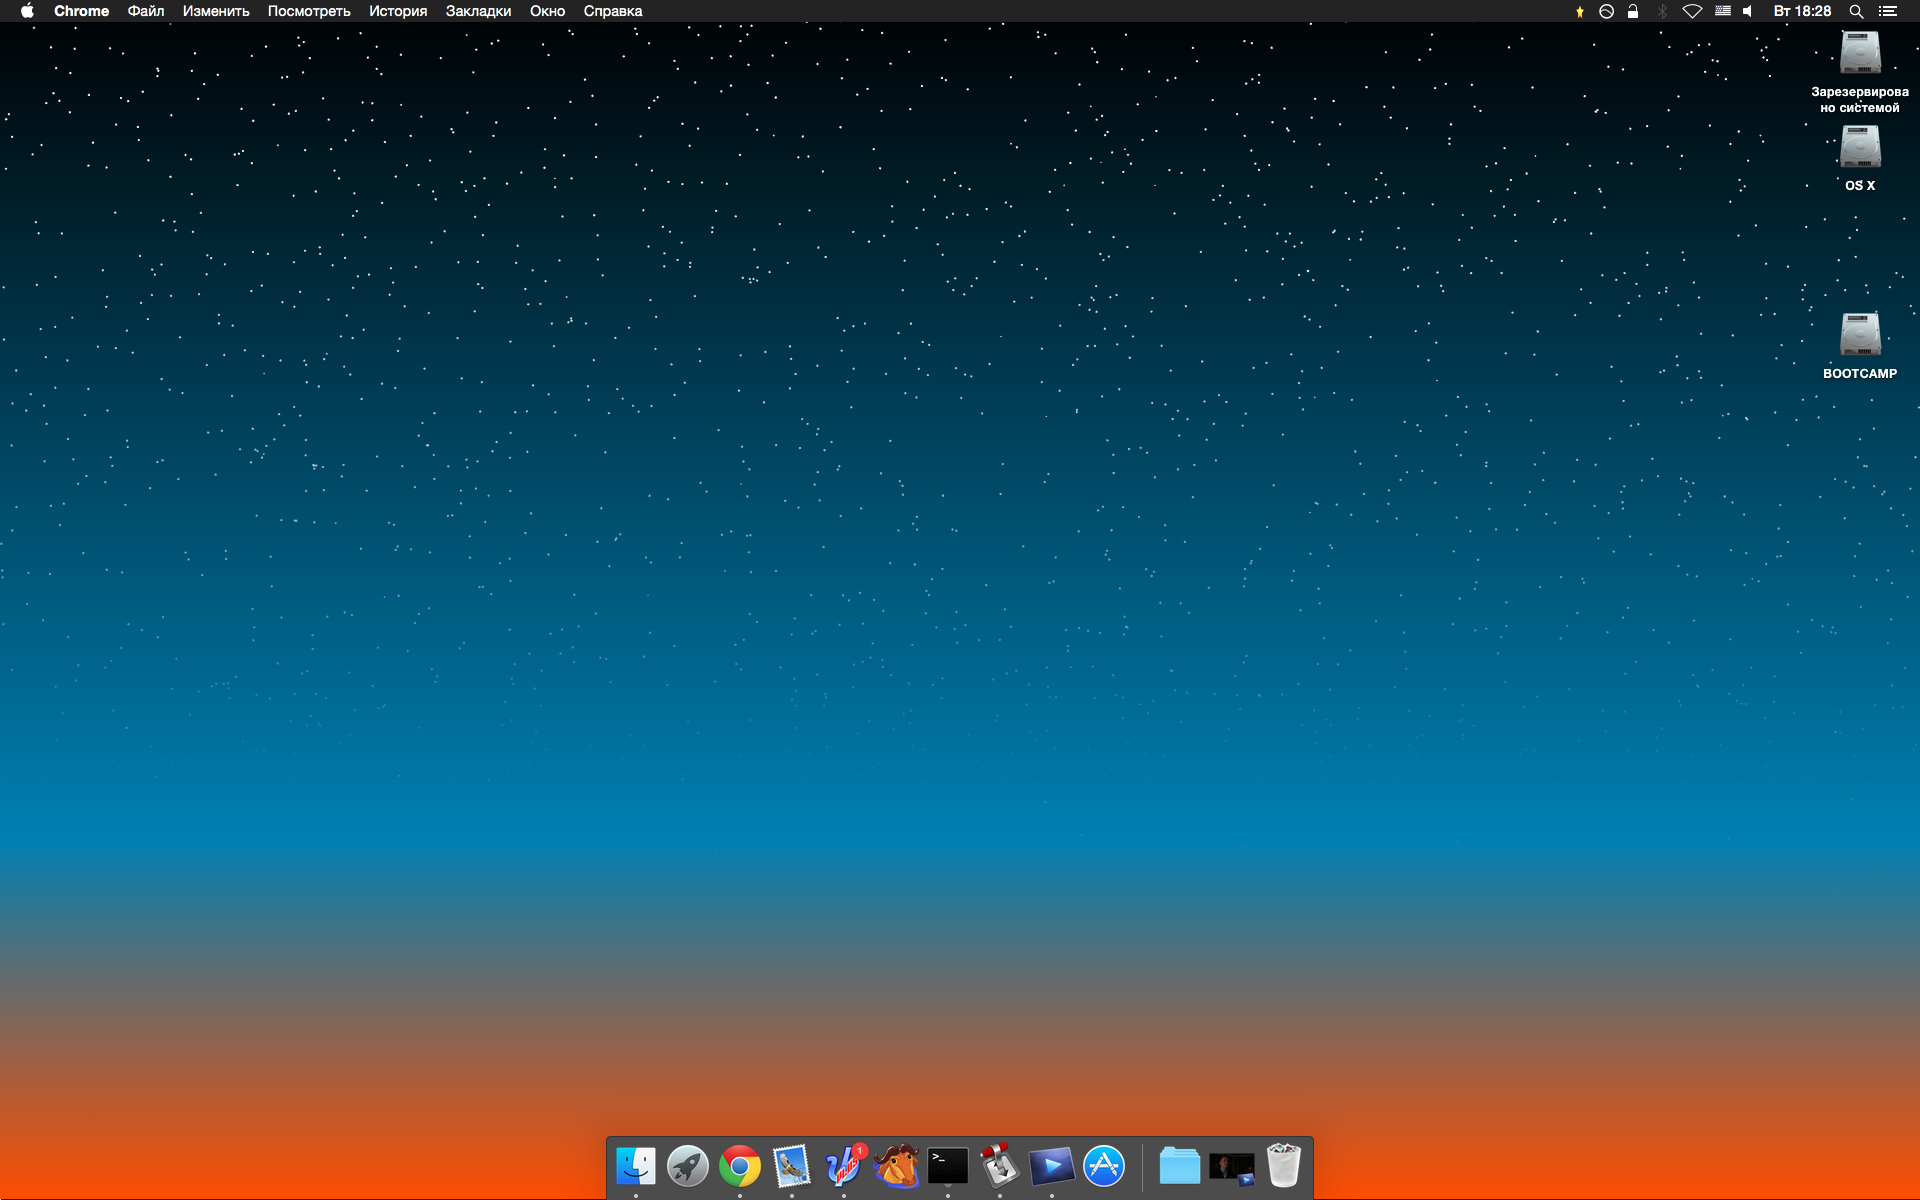 Chrome Файл Изменить Посмотреть История Закладки Окно Справка Вт 18:28
Зарезервирова
но системой
OS X
BOOTCAMP
1
>_